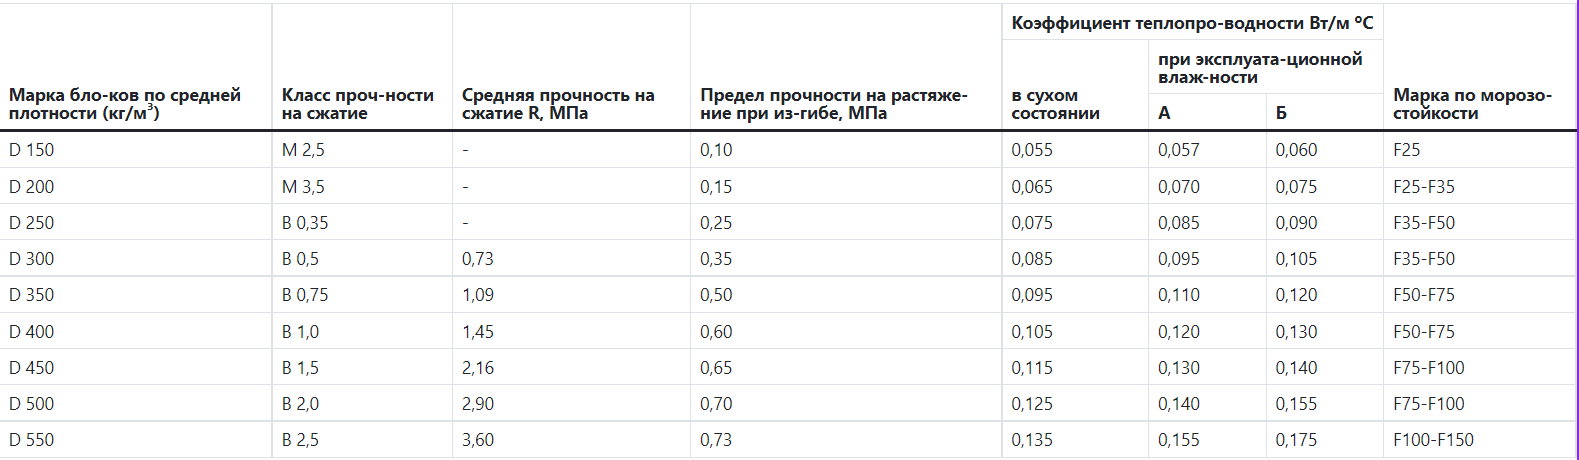 Коэффициент теплопро-водности Вт/м ºС
при эксплуата-ционной
влаж-ности
Марка бло-ков по средней
плотности (кг/м³)
Класс проч-ности
на сжатие
Средняя прочность на
сжатие R, МПа
Предел прочности на растяже-
ние при из-гибе, МПа
в сухом
состоянии
А
Б
Марка по морозо-
стойкости
D 150 М 2,5 - 0,10 0,055 0,057 0,060 F25
D 200 М 3,5 - 0,15 0,065 0,070 0,075 F25-F35
D 250 В 0,35 - 0,25 0,075 0,085 0,090 F35-F50
D 300 В 0,5 0,73 0,35 0,085 0,095 0,105 F35-F50
D 350 В 0,75 1,09 0,50 0,095 0,110 0,120 F50-F75
D 400 В 1,0 1,45 0,60 0,105 0,120 0,130 F50-F75
D 450 В 1,5 2,16 0,65 0,115 0,130 0,140 F75-F100
D 500 В 2,0 2,90 0,70 0,125 0,140 0,155 F75-F100
D 550 В 2,5 3,60 0,73 0,135 0,155 0,175 F100-F150